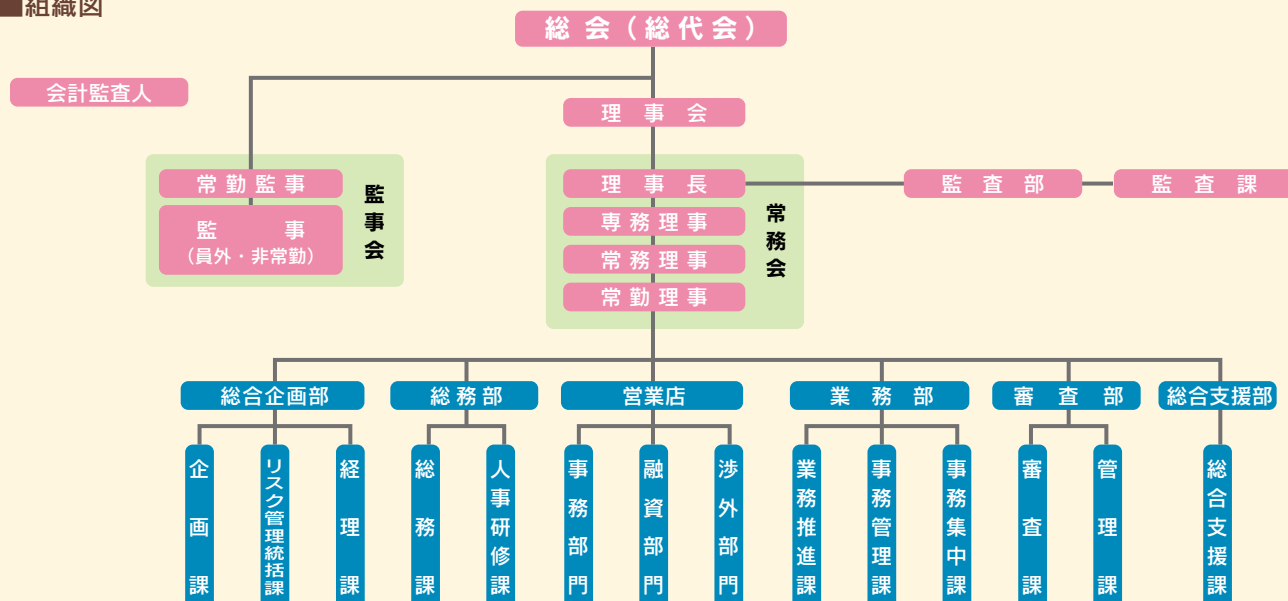 ■組織図
総会（総代会）
会計監査人
理事会
常勤監事
監事
（員外・非常勤）
監事会
理事長
専務理事
常務理事
常勤理事
常務会
監査部
監査課
総合企画部
総務部
営業店
業務部
審査部
総合支援部
企画課
リスク管理統括課
経理課
総務課
人事研修課
事務部門
融資部門
渉外部門
業務推進課
事務管理課
事務集中課
審査課
管理課
総合支援課